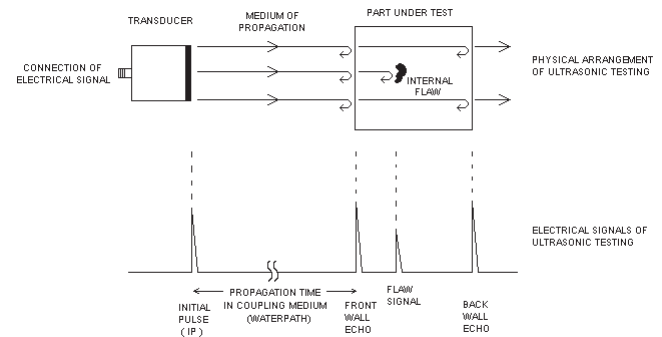 TRANSDUCER
MEDIUM OF
PROPAGATION
PART UNDER TEST
CONNECTION OF
ELECTRICAL SIGNAL
INTERNAL
FLAW
PHYSICAL ARRANGEMENT
OF ULTRASONIC TESTING
ELECTRICAL SIGNALS OF
ULTRASONIC TESTING
PROPAGATION TIME
IN COUPLING MEDIUM
(WATERPATH)
INITIAL
PULSE
( IP )
FRONT
WALL
ECHO
FLAW
SIGNAL
BACK
WALL
ECHO